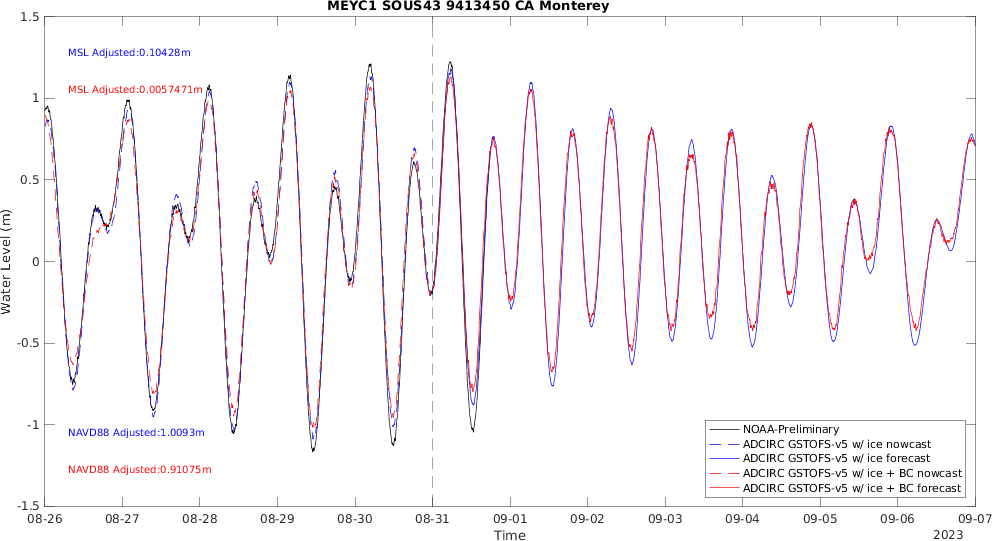 MEYC1 SOUS43 9413450 CA Monterey
1.5
1
0.5
0
-0.5
-1
-1.5
Water Level (m)
MSL Adjusted:0.10428m
MSL Adjusted:0.0057471m
NAVD88 Adjusted:1.0093m
NAVD88 Adjusted:0.91075m
NOAA-Preliminary
ADCIRC GSTOFS-v5 w/ ice nowcast
ADCIRC GSTOFS-v5 w/ ice forecast
ADCIRC GSTOFS-v5 w/ ice + BC nowcast
ADCIRC GSTOFS-v5 w/ ice + BC forecast
08-26 08-27 08-28 08-29 08-30 08-31 09-01 09-02 09-03 09-04 09-05 09-06 09-07
Time
2023